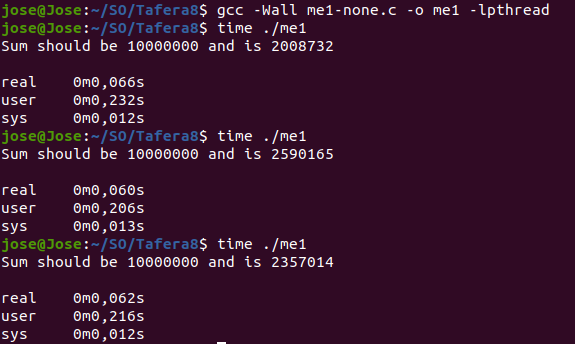 jose@Jose:~/SO/Tafera8$ gcc -Wall me1-none.c -o me1 -lpthread
jose@Jose:~/SO/Tafera8$ time ./me1
Sum should be 10000000 and is 2008732
real 0m0,066s
user 0m0,232s
sys 0m0,012s
jose@Jose:~/SO/Tafera8$ time ./me1
Sum should be 10000000 and is 2590165
real 0m0,060s
user 0m0,206s
sys 0m0,013s
jose@Jose:~/SO/Tafera8$ time ./me1
Sum should be 10000000 and is 2357014
real 0m0,062s
user 0m0,216s
sys 0m0,012s